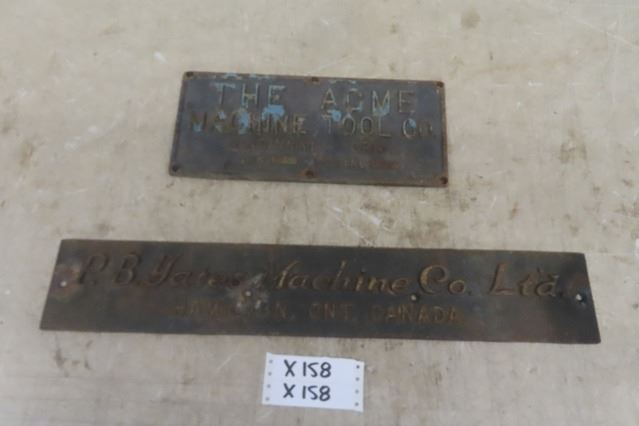 THE ACME
MACHINE TOOL CO.
P. B. Yates Machine Co. Ltd.
HAMILTON, ONT. CANADA
X158
X158